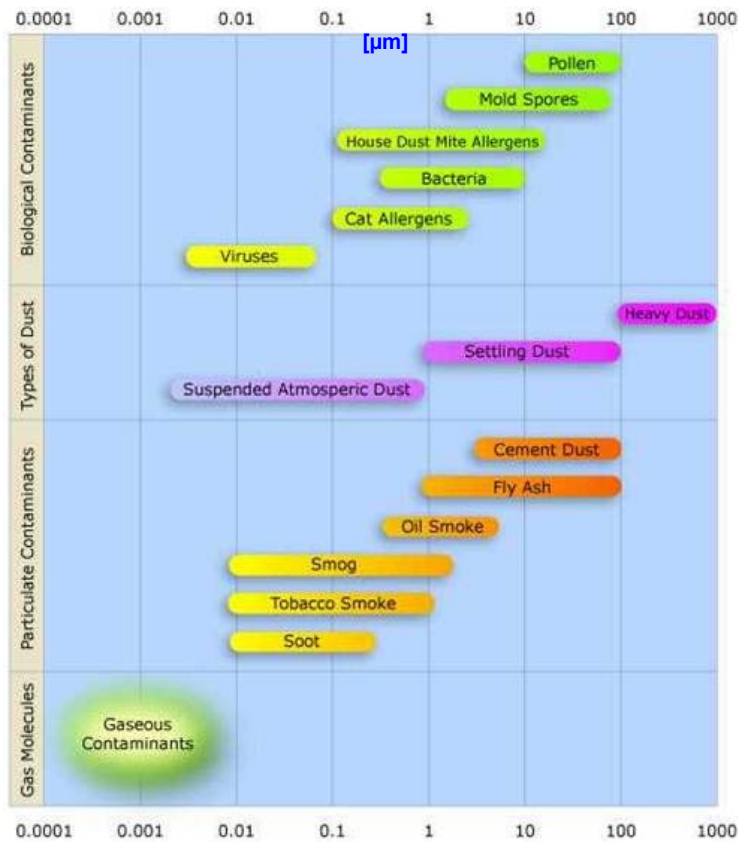 0.0001 0.001 0.01 0.1 1 10 100 1000
[µm]
Biological Contaminants
Pollen
Mold Spores
House Dust Mite Allergens
Bacteria
Cat Allergens
Viruses
Types of Dust
Heavy Dust
Settling Dust
Suspended Atmosperic Dust
Particulate Contaminants
Cement Dust
Fly Ash
Oil Smoke
Smog
Tobacco Smoke
Soot
Gas Molecules
Gaseous
Contaminants
0.0001 0.001 0.01 0.1 1 10 100 1000